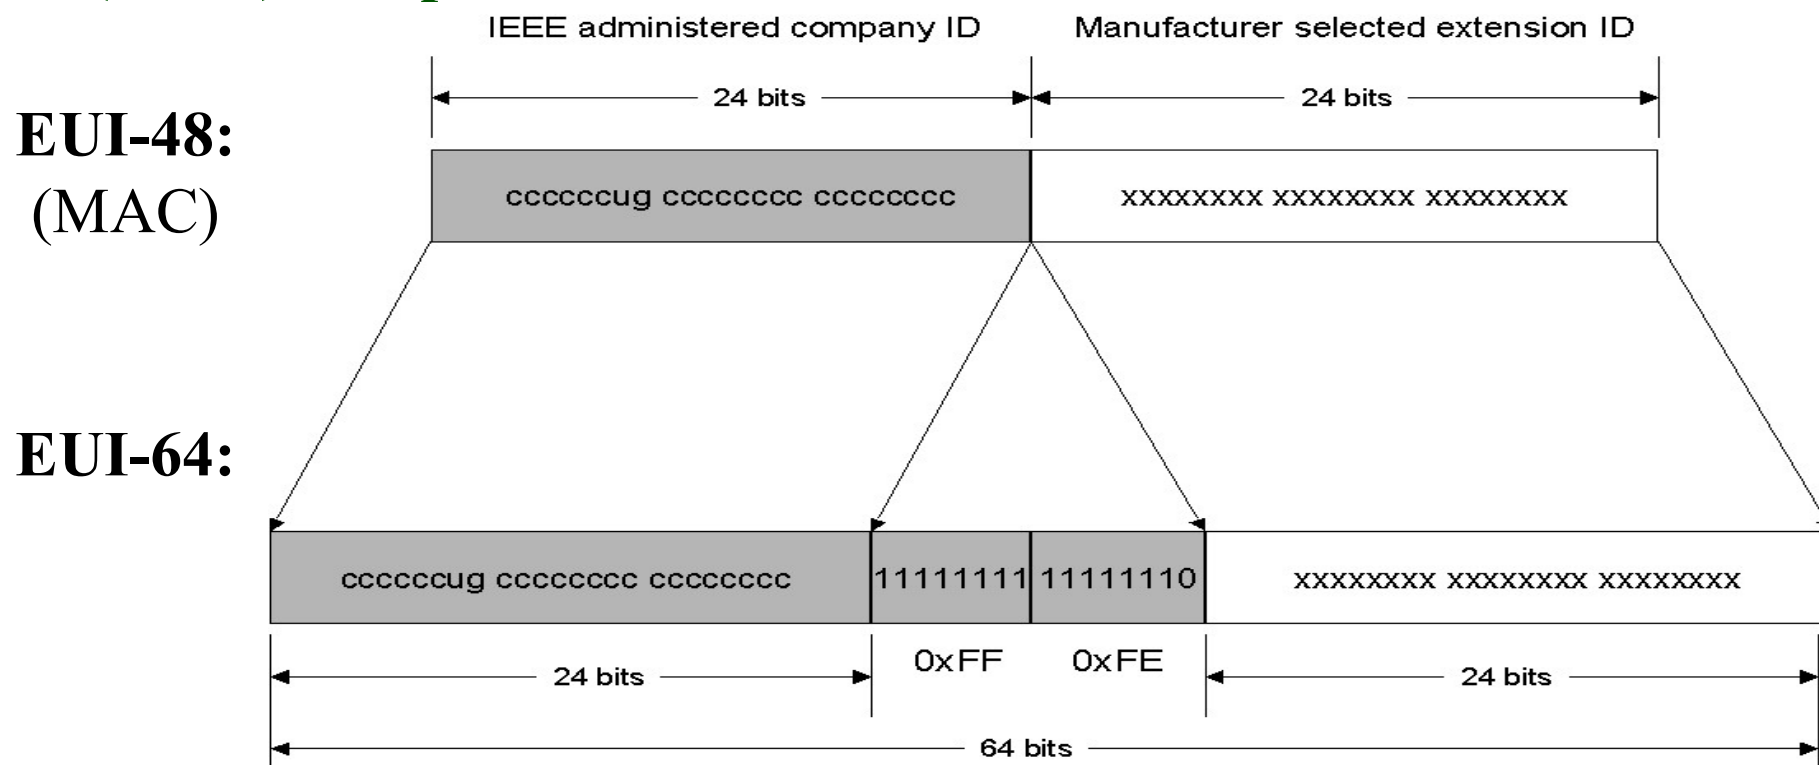 IEEE administered company ID Manufacturer selected extension ID
24 bits 24 bits
EUI-48:
ccccccug cccccccc cccccccc xxxxxxxx xxxxxxxx xxxxxxxx
(MAC)
EUI-64:
ccccccug cccccccc cccccccc 11111111 11111110 xxxxxxxx xxxxxxxx xxxxxxxx
0xFF 0xFE
24 bits 24 bits
64 bits